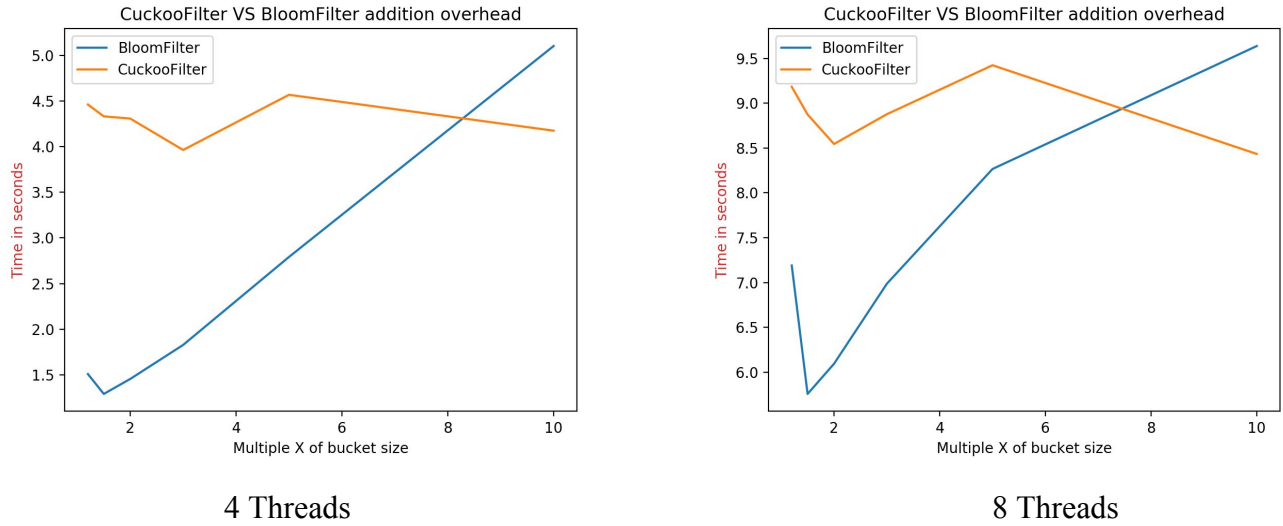 CuckooFilter VS BloomFilter addition overhead
BloomFilter
CuckooFilter
5.0
4.5
4.0
3.5
3.0
2.5
2.0
1.5
Time in seconds
2 4 6 8 10
Multiple X of bucket size
4 Threads
CuckooFilter VS BloomFilter addition overhead
BloomFilter
CuckooFilter
9.5
9.0
8.5
8.0
7.5
7.0
6.5
6.0
Time in seconds
2 4 6 8 10
Multiple X of bucket size
8 Threads